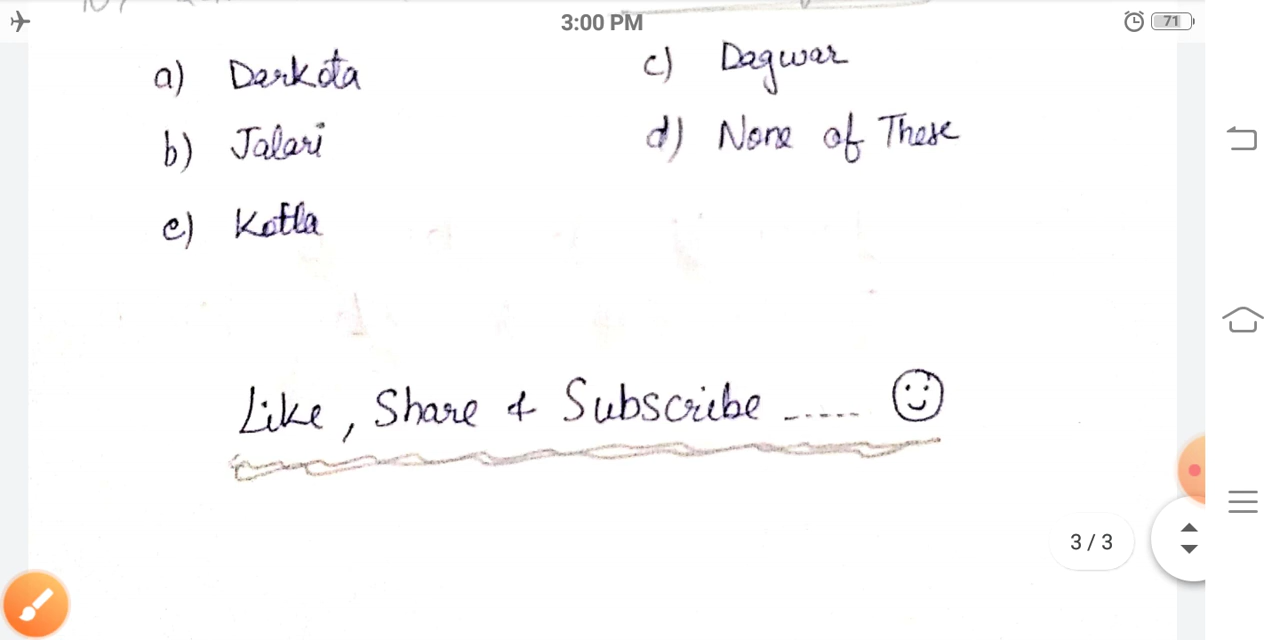 3:00 PM
71
a) Darkota
c) Dagwar
b) Jalari
d) None of These
e) Kotla
Like, Share & Subscribe -----
3 / 3